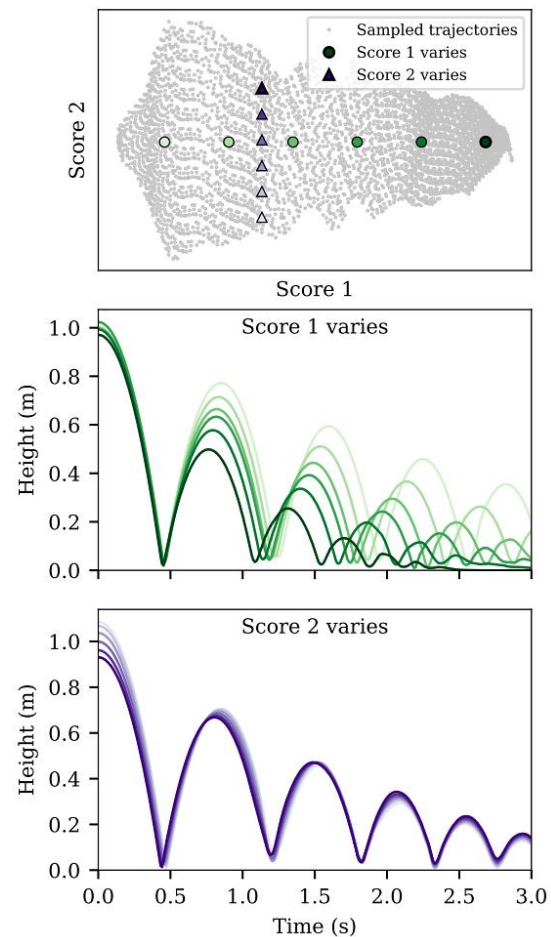 Sampled trajectories
Score 1 varies
Score 2 varies
Score 2
Score 1
Score 1 varies
Height (m)
1.0
0.8
0.6
0.4
0.2
0.0
Score 2 varies
Height (m)
1.0
0.8
0.6
0.4
0.2
0.0
0.0 0.5 1.0 1.5 2.0 2.5 3.0
Time (s)